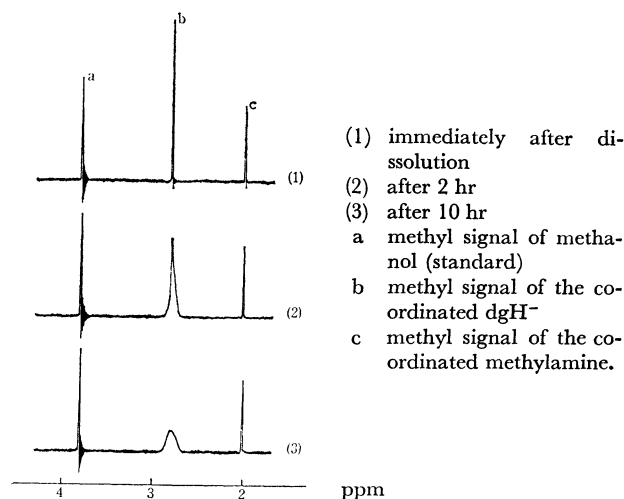 b
a
c
(1)
(2)
(3)
4
3
2
ppm
(1) immediately after di-
ssolution
(2) after 2 hr
(3) after 10 hr
a methyl signal of metha-
nol (standard)
b methyl signal of the co-
ordinated dgH⁻
c methyl signal of the co-
ordinated methylamine.